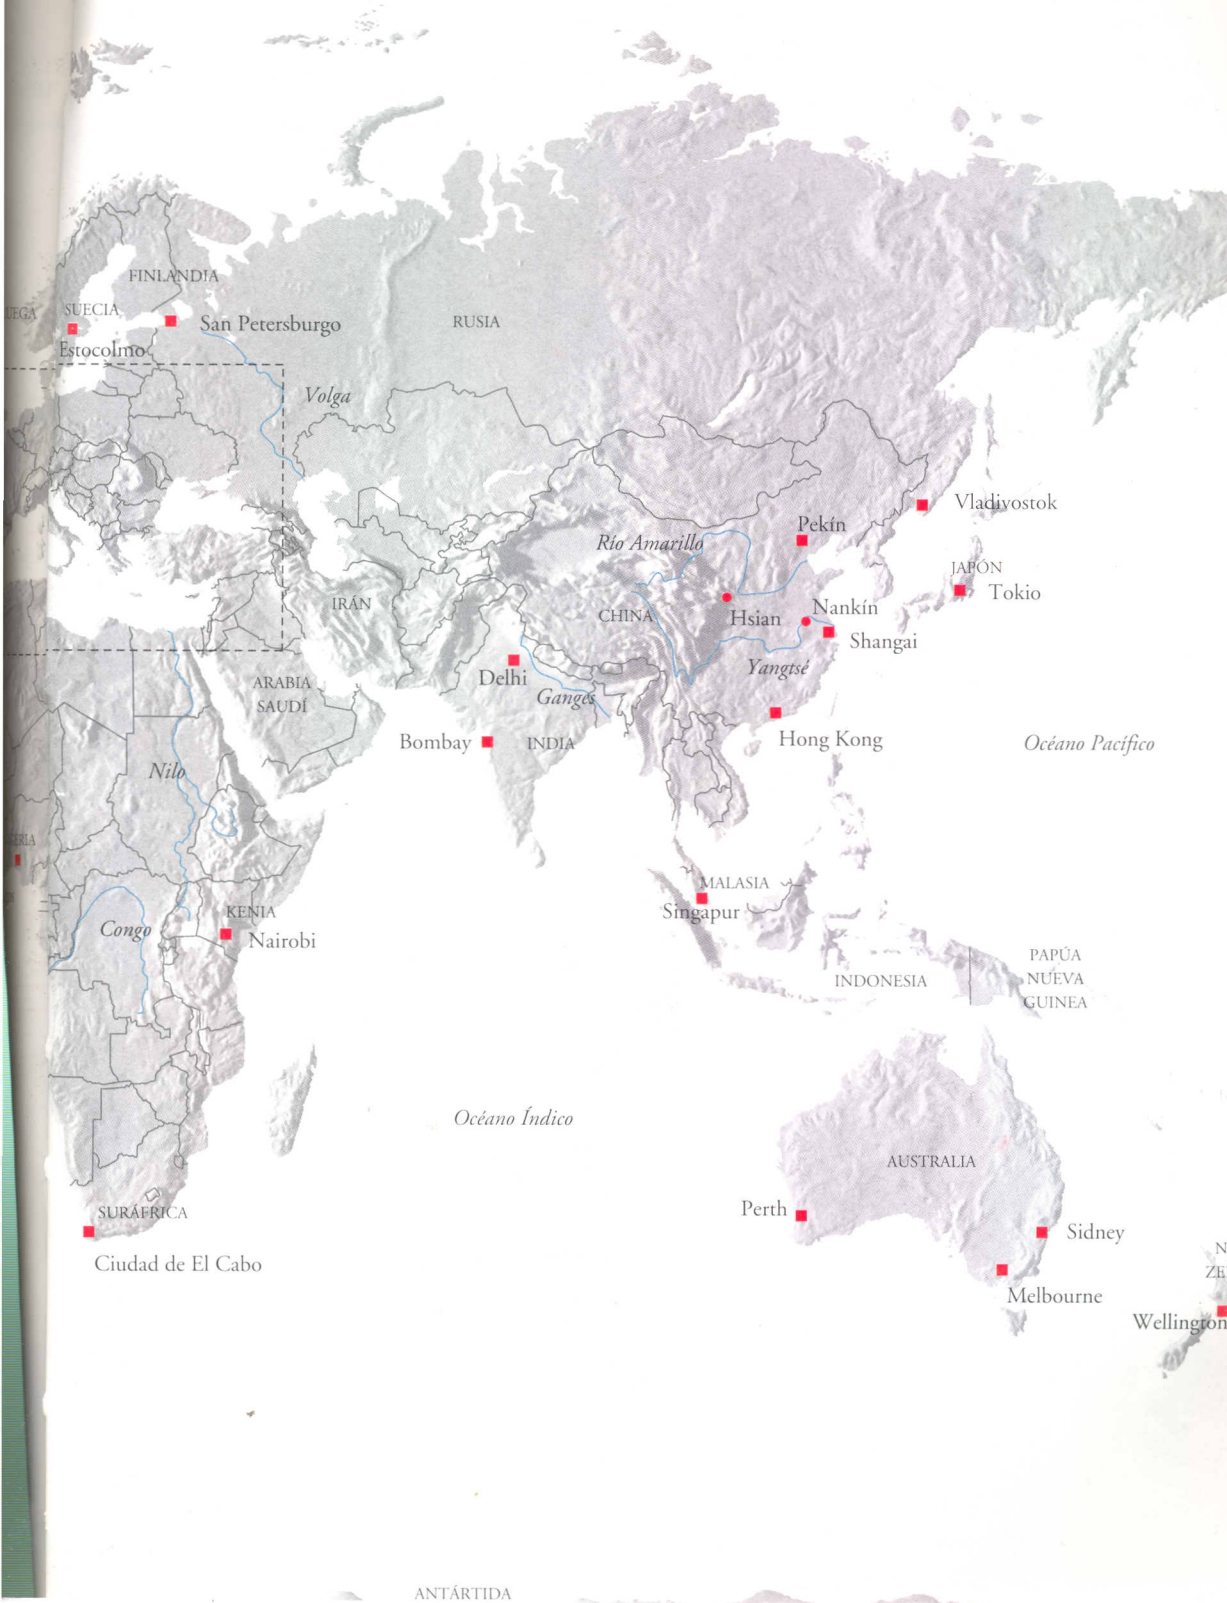 FINLANDIA
SUECIA
San Petersburgo
RUSIA
Estocolmo
Volga
Vladivostok
Pekín
Río Amarillo
JAPÓN
Tokio
IRÁN
CHINA
Hsian
Nankín
Shangai
Delhi
Yangtsé
ARABIA
SAUDÍ
Ganges
Bombay
INDIA
Hong Kong
Océano Pacífico
Nilo
MALASIA
Singapur
KENIA
Congo
Nairobi
INDONESIA
PAPÚA
NUEVA
GUINEA
Océano Índico
AUSTRALIA
Perth
SURÁFRICA
Sidney
Ciudad de El Cabo
N
ZE
Melbourne
Wellington
ANTÁRTIDA